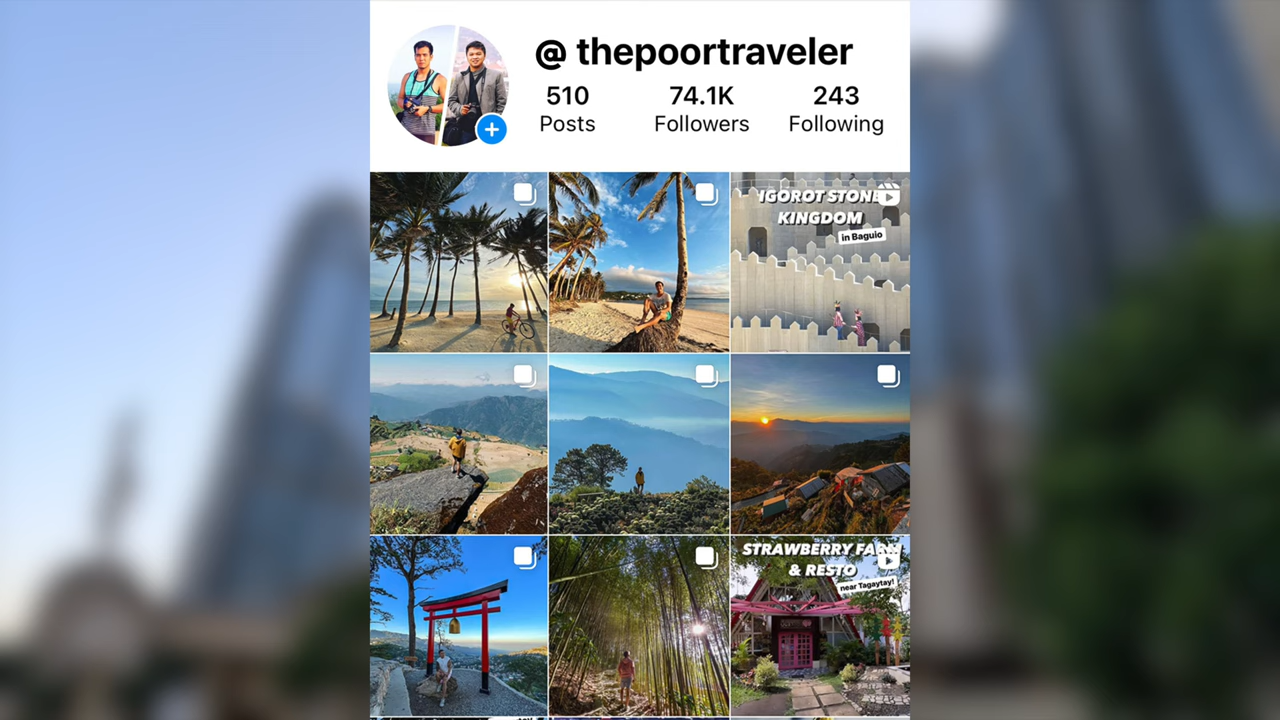 @ thepoortraveler
510 74.1K 243
Posts Followers Following
IGOROT STONE
KINGDOM
in Baguio
STRAWBERRY FARM
& RESTO
near Tagaytay!